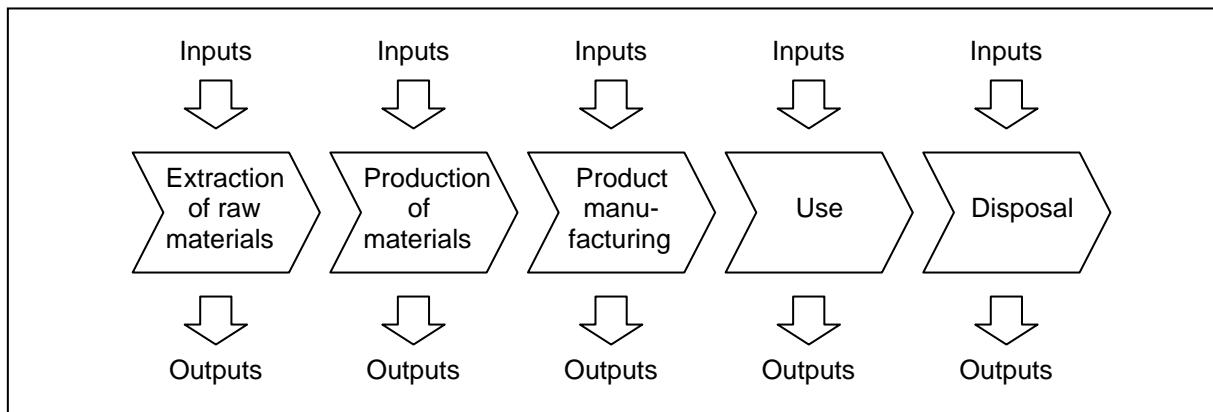 Inputs Inputs Inputs Inputs Inputs
Extraction
of raw
materials
Production
of
materials
Product
manu-
facturing
Use
Disposal
Outputs Outputs Outputs Outputs Outputs